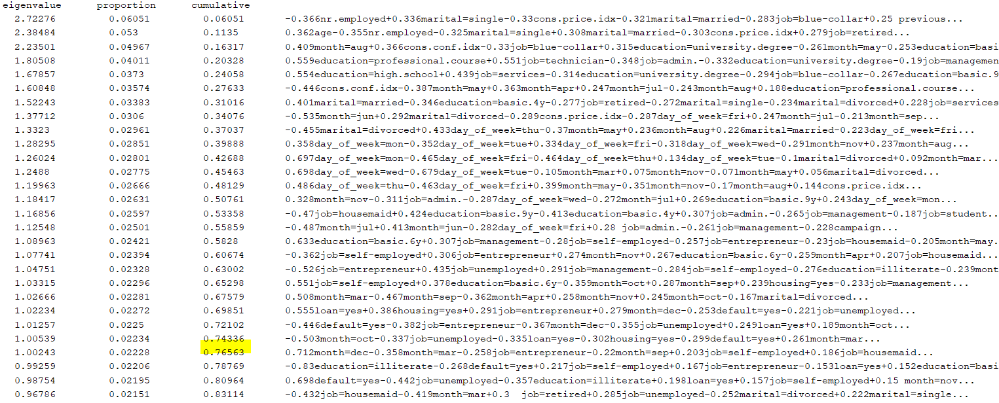 eigenvalue proportion cumulative
2.72276 0.06051 0.06051 -0.366nr.employed+0.336marital=single-0.33cons.price.idx-0.321marital=married-0.283job=blue-collar+0.25 previous...
2.38484 0.053 0.1135 0.362age-0.355nr.employed-0.325marital=single+0.308marital=married-0.303cons.price.idx+0.279job=retired...
2.23501 0.04967 0.16317 0.409month=aug+0.366cons.conf.idx-0.33job=blue-collar+0.315education=university.degree-0.261month=may-0.253education=basi
1.80508 0.04011 0.20328 0.559education=professional.course+0.551job=technician-0.348job=admin.-0.332education=university.degree-0.19job=managemen
1.67857 0.0373 0.24058 0.554education=high.school+0.439job=services-0.314education=university.degree-0.294job=blue-collar-0.267education=basic.9
1.60848 0.03574 0.27633 -0.446cons.conf.idx-0.387month=may+0.363month=apr+0.247month=jul-0.243month=aug+0.188education=professional.course...
1.52243 0.03383 0.31016 0.401marital=married-0.346education=basic.4y-0.277job=retired-0.272marital=single-0.234marital=divorced+0.228job=services
1.37712 0.0306 0.34076 -0.535month=jun+0.292marital=divorced-0.289cons.price.idx-0.287day_of_week=fri+0.247month=jul-0.213month=sep...
1.3323 0.02961 0.37037 -0.455marital=divorced+0.433day_of_week=thu-0.37month=may+0.236month=aug+0.226marital=married-0.223day_of_week=fri...
1.28295 0.02851 0.39888 0.358day_of_week=mon-0.352day_of_week=tue+0.334day_of_week=fri-0.318day_of_week=wed-0.291month=nov+0.237month=aug...
1.26024 0.02801 0.42688 0.697day_of_week=mon-0.465day_of_week=fri-0.464day_of_week=thu+0.134day_of_week=tue-0.1marital=divorced+0.092month=mar...
1.2488 0.02775 0.45463 0.698day_of_week=wed-0.679day_of_week=tue-0.105month=mar+0.075month=nov-0.071month=may+0.056marital=divorced...
1.19963 0.02666 0.48129 0.486day_of_week=thu-0.463day_of_week=fri+0.399month=may-0.351month=nov-0.17month=aug+0.144cons.price.idx...
1.18417 0.02631 0.50761 0.328month=nov-0.311job=admin.-0.287day_of_week=wed-0.272month=jul+0.269education=basic.9y+0.243day_of_week=mon...
1.16856 0.02597 0.53358 -0.47job=housemaid+0.424education=basic.9y-0.413education=basic.4y+0.307job=admin.-0.265job=management-0.187job=student..
1.12548 0.02501 0.55859 -0.487month=jul+0.413month=jun-0.282day_of_week=fri+0.28 job=admin.-0.261job=management-0.228campaign...
1.08963 0.02421 0.5828 0.633education=basic.6y+0.307job=management-0.28job=self-employed-0.257job=entrepreneur-0.23job=housemaid-0.205month=may.
1.07741 0.02394 0.60674 -0.362job=self-employed+0.306job=entrepreneur+0.274month=nov+0.267education=basic.6y-0.259month=apr+0.207job=housemaid...
1.04751 0.02328 0.63002 -0.526job=entrepreneur+0.435job=unemployed+0.291job=management-0.284job=self-employed-0.276education=illiterate-0.239mont
1.03315 0.02296 0.65298 0.551job=self-employed+0.378education=basic.6y-0.359month=oct+0.287month=sep+0.239housing=yes-0.233job=management...
1.02666 0.02281 0.67579 0.508month=mar-0.467month=sep-0.362month=apr+0.258month=nov+0.245month=oct-0.167marital=divorced...
1.02234 0.02272 0.69851 0.555loan=yes+0.386housing=yes+0.291job=entrepreneur+0.279month=dec-0.253default=yes-0.221job=unemployed...
1.01257 0.0225 0.72102 -0.446default=yes-0.382job=entrepreneur-0.367month=dec-0.355job=unemployed+0.249loan=yes+0.189month=oct...
1.00539 0.02234 0.74336 -0.503month=oct-0.337job=unemployed-0.335loan=yes-0.302housing=yes-0.299default=yes+0.261month=mar...
1.00243 0.02228 0.76563 0.712month=dec-0.358month=mar-0.258job=entrepreneur-0.22month=sep+0.203job=self-employed+0.186job=housemaid...
0.99259 0.02206 0.78769 -0.83education=illiterate-0.268default=yes+0.217job=self-employed+0.167job=entrepreneur-0.153loan=yes+0.152education=basi
0.98754 0.02195 0.80964 0.698default=yes-0.442job=unemployed-0.357education=illiterate+0.198loan=yes+0.157job=self-employed+0.15 month=nov...
0.96786 0.02151 0.83114 -0.432job=housemaid-0.419month=mar+0.3 job=retired+0.285job=unemployed-0.252marital=divorced+0.222marital=single...